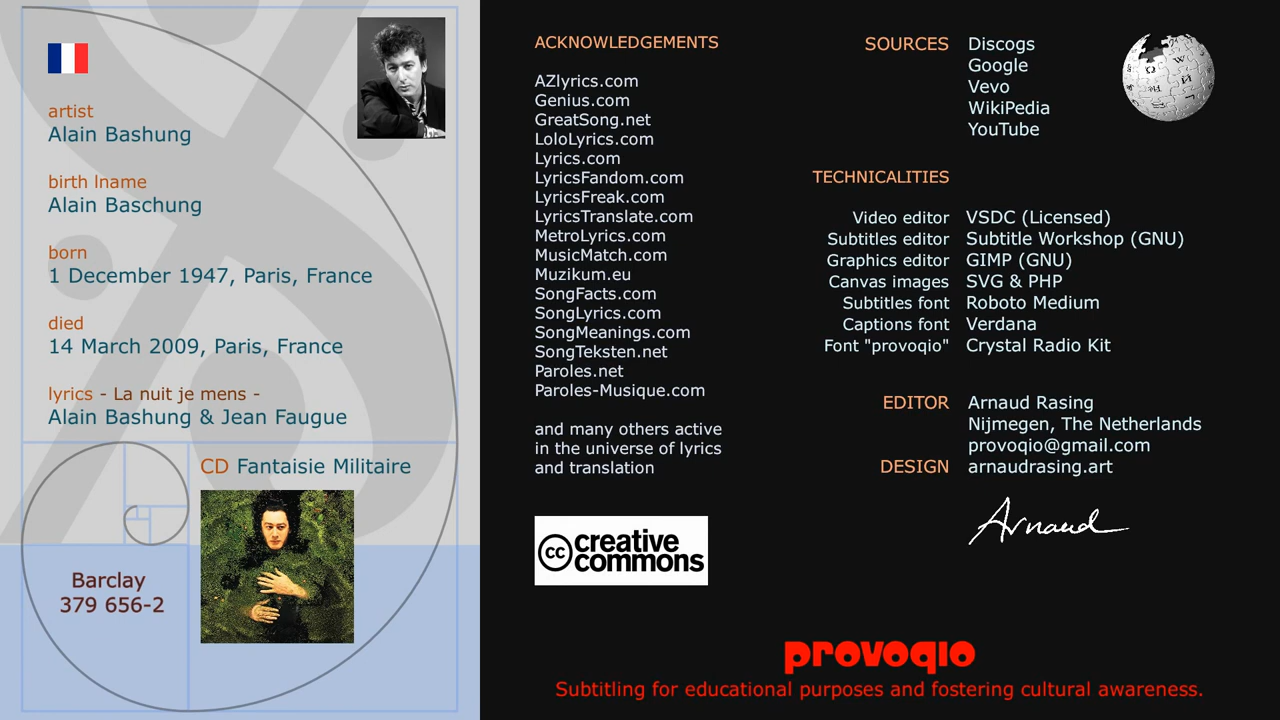 artist
Alain Bashung
birth lname
Alain Baschung
born
1 December 1947, Paris, France
died
14 March 2009, Paris, France
lyrics - La nuit je mens -
Alain Bashung & Jean Faugue
CD Fantaisie Militaire
Barclay
379 656-2
ACKNOWLEDGEMENTS
AZlyrics.com
Genius.com
GreatSong.net
LoloLyrics.com
Lyrics.com
LyricsFandom.com
LyricsFreak.com
LyricsTranslate.com
MetroLyrics.com
MusicMatch.com
Muzikum.eu
SongFacts.com
SongLyrics.com
SongMeanings.com
SongTeksten.net
Paroles.net
Paroles-Musique.com
and many others active
in the universe of lyrics
and translation
cc creative
commons
SOURCES Discogs
Google
Vevo
WikiPedia
YouTube
TECHNICALITIES
Video editor VSDC (Licensed)
Subtitles editor Subtitle Workshop (GNU)
Graphics editor GIMP (GNU)
Canvas images SVG & PHP
Subtitles font Roboto Medium
Captions font Verdana
Font "provoqio" Crystal Radio Kit
EDITOR Arnaud Rasing
Nijmegen, The Netherlands
provoqio@gmail.com
DESIGN arnaudrasing.art
Arnaud
provoqio
Subtitling for educational purposes and fostering cultural awareness.